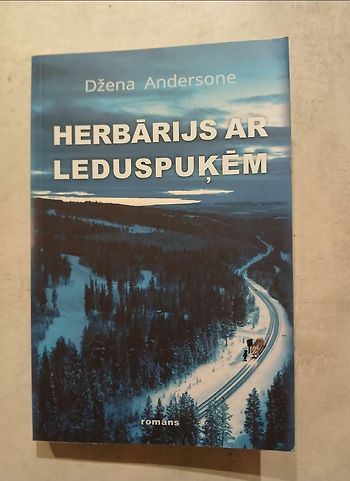 Džena Andersone
HERBĀRIJS AR
LEDUSPUĶĒM
romāns